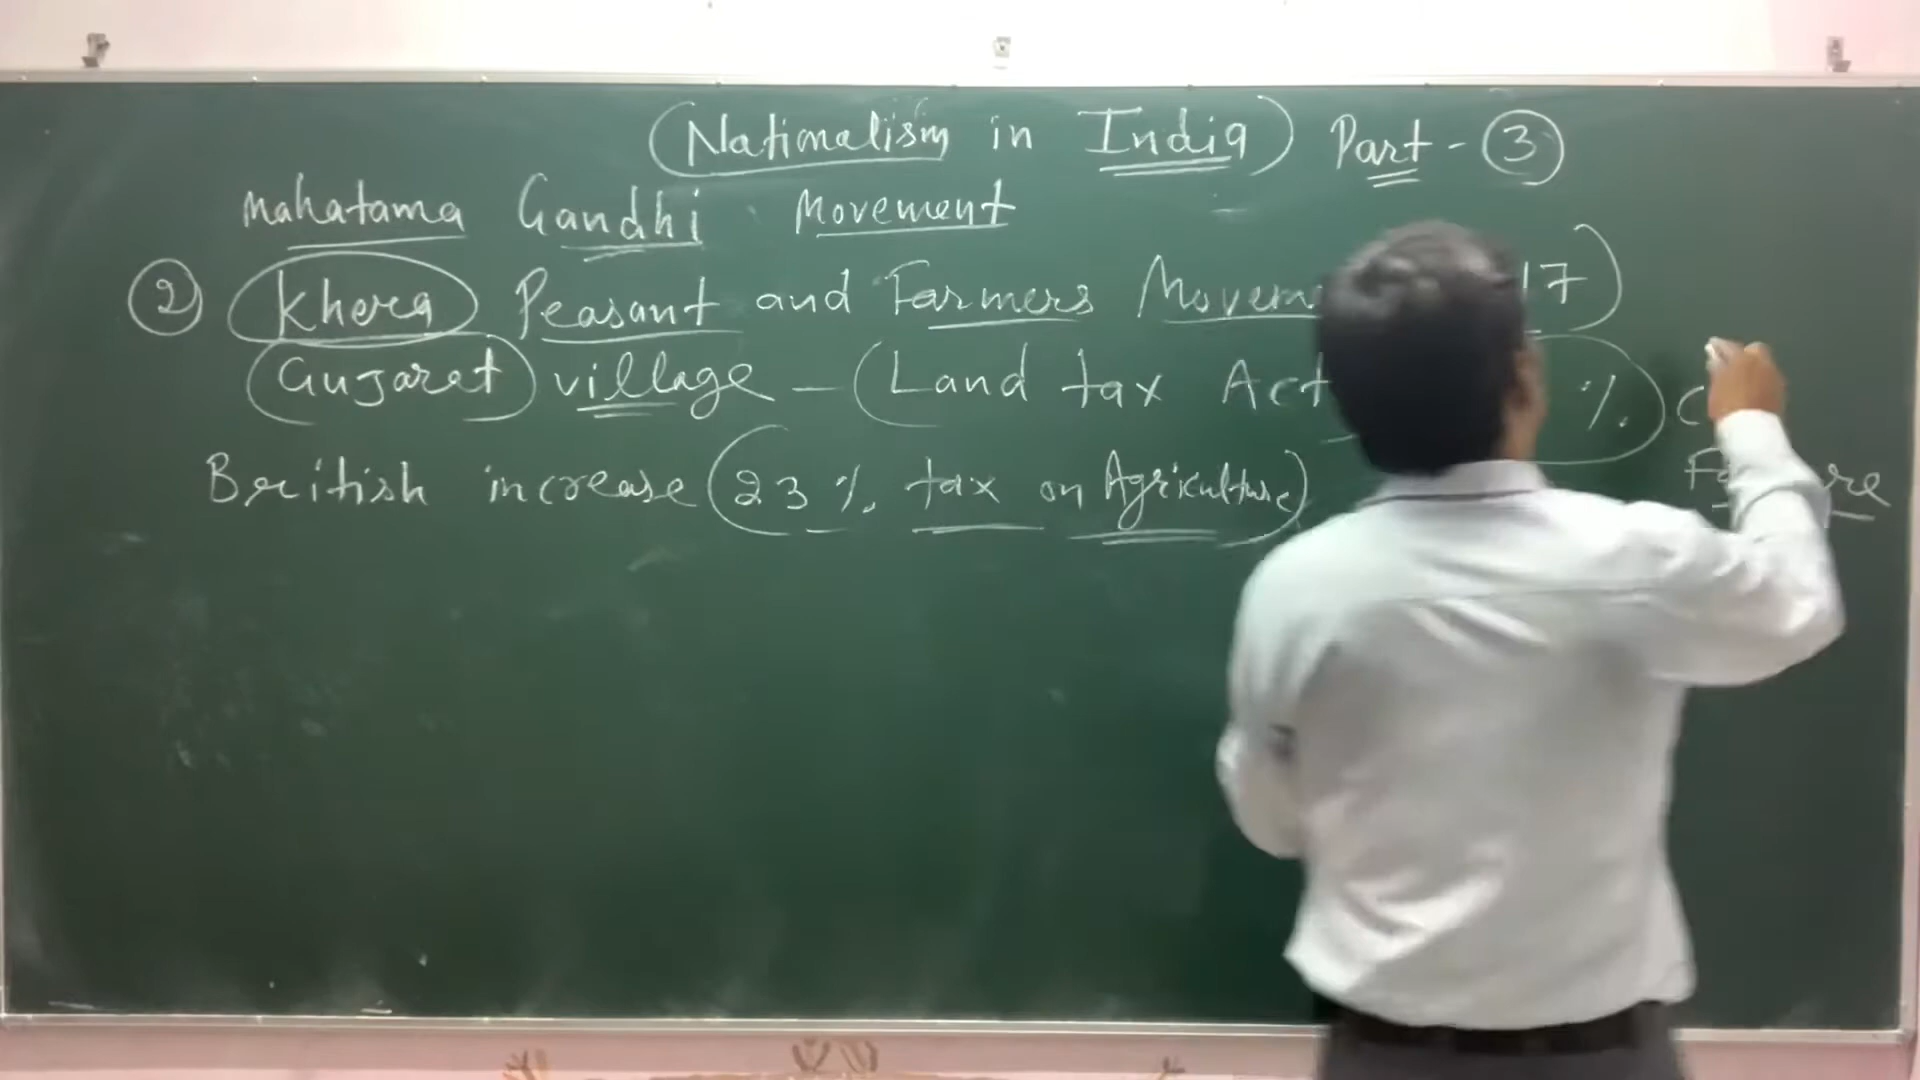 (Nationalism in India) Part - ③
Mahatama Gandhi Movement
② Khera Peasant and Farmers 17)
Gujarat village - (Land tax Act %)
British increase (23 % tax on Agriculture)